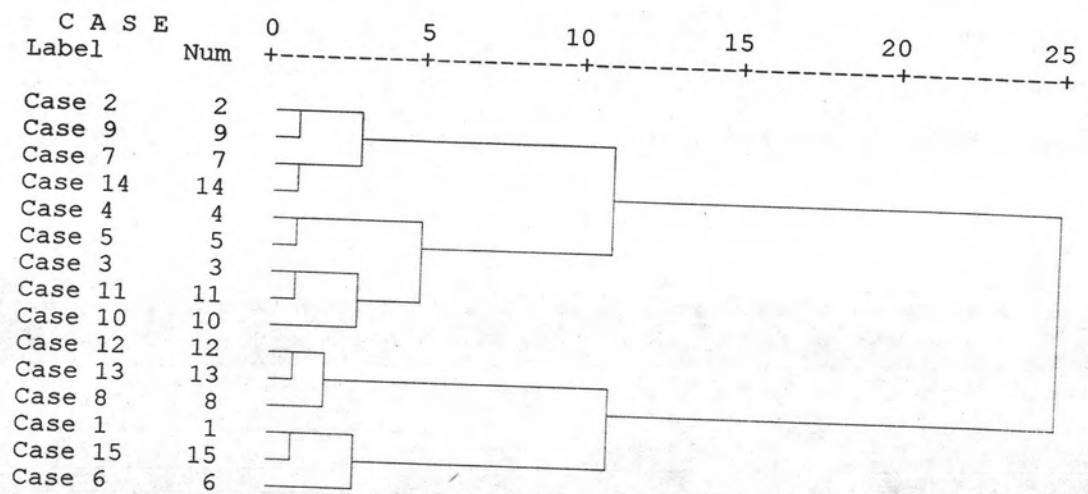 C A S E 0 5 10 15 20 25
Label Num +---------+---------+---------+---------+---------+
Case 2 2
Case 9 9
Case 7 7
Case 14 14
Case 4 4
Case 5 5
Case 3 3
Case 11 11
Case 10 10
Case 12 12
Case 13 13
Case 8 8
Case 1 1
Case 15 15
Case 6 6